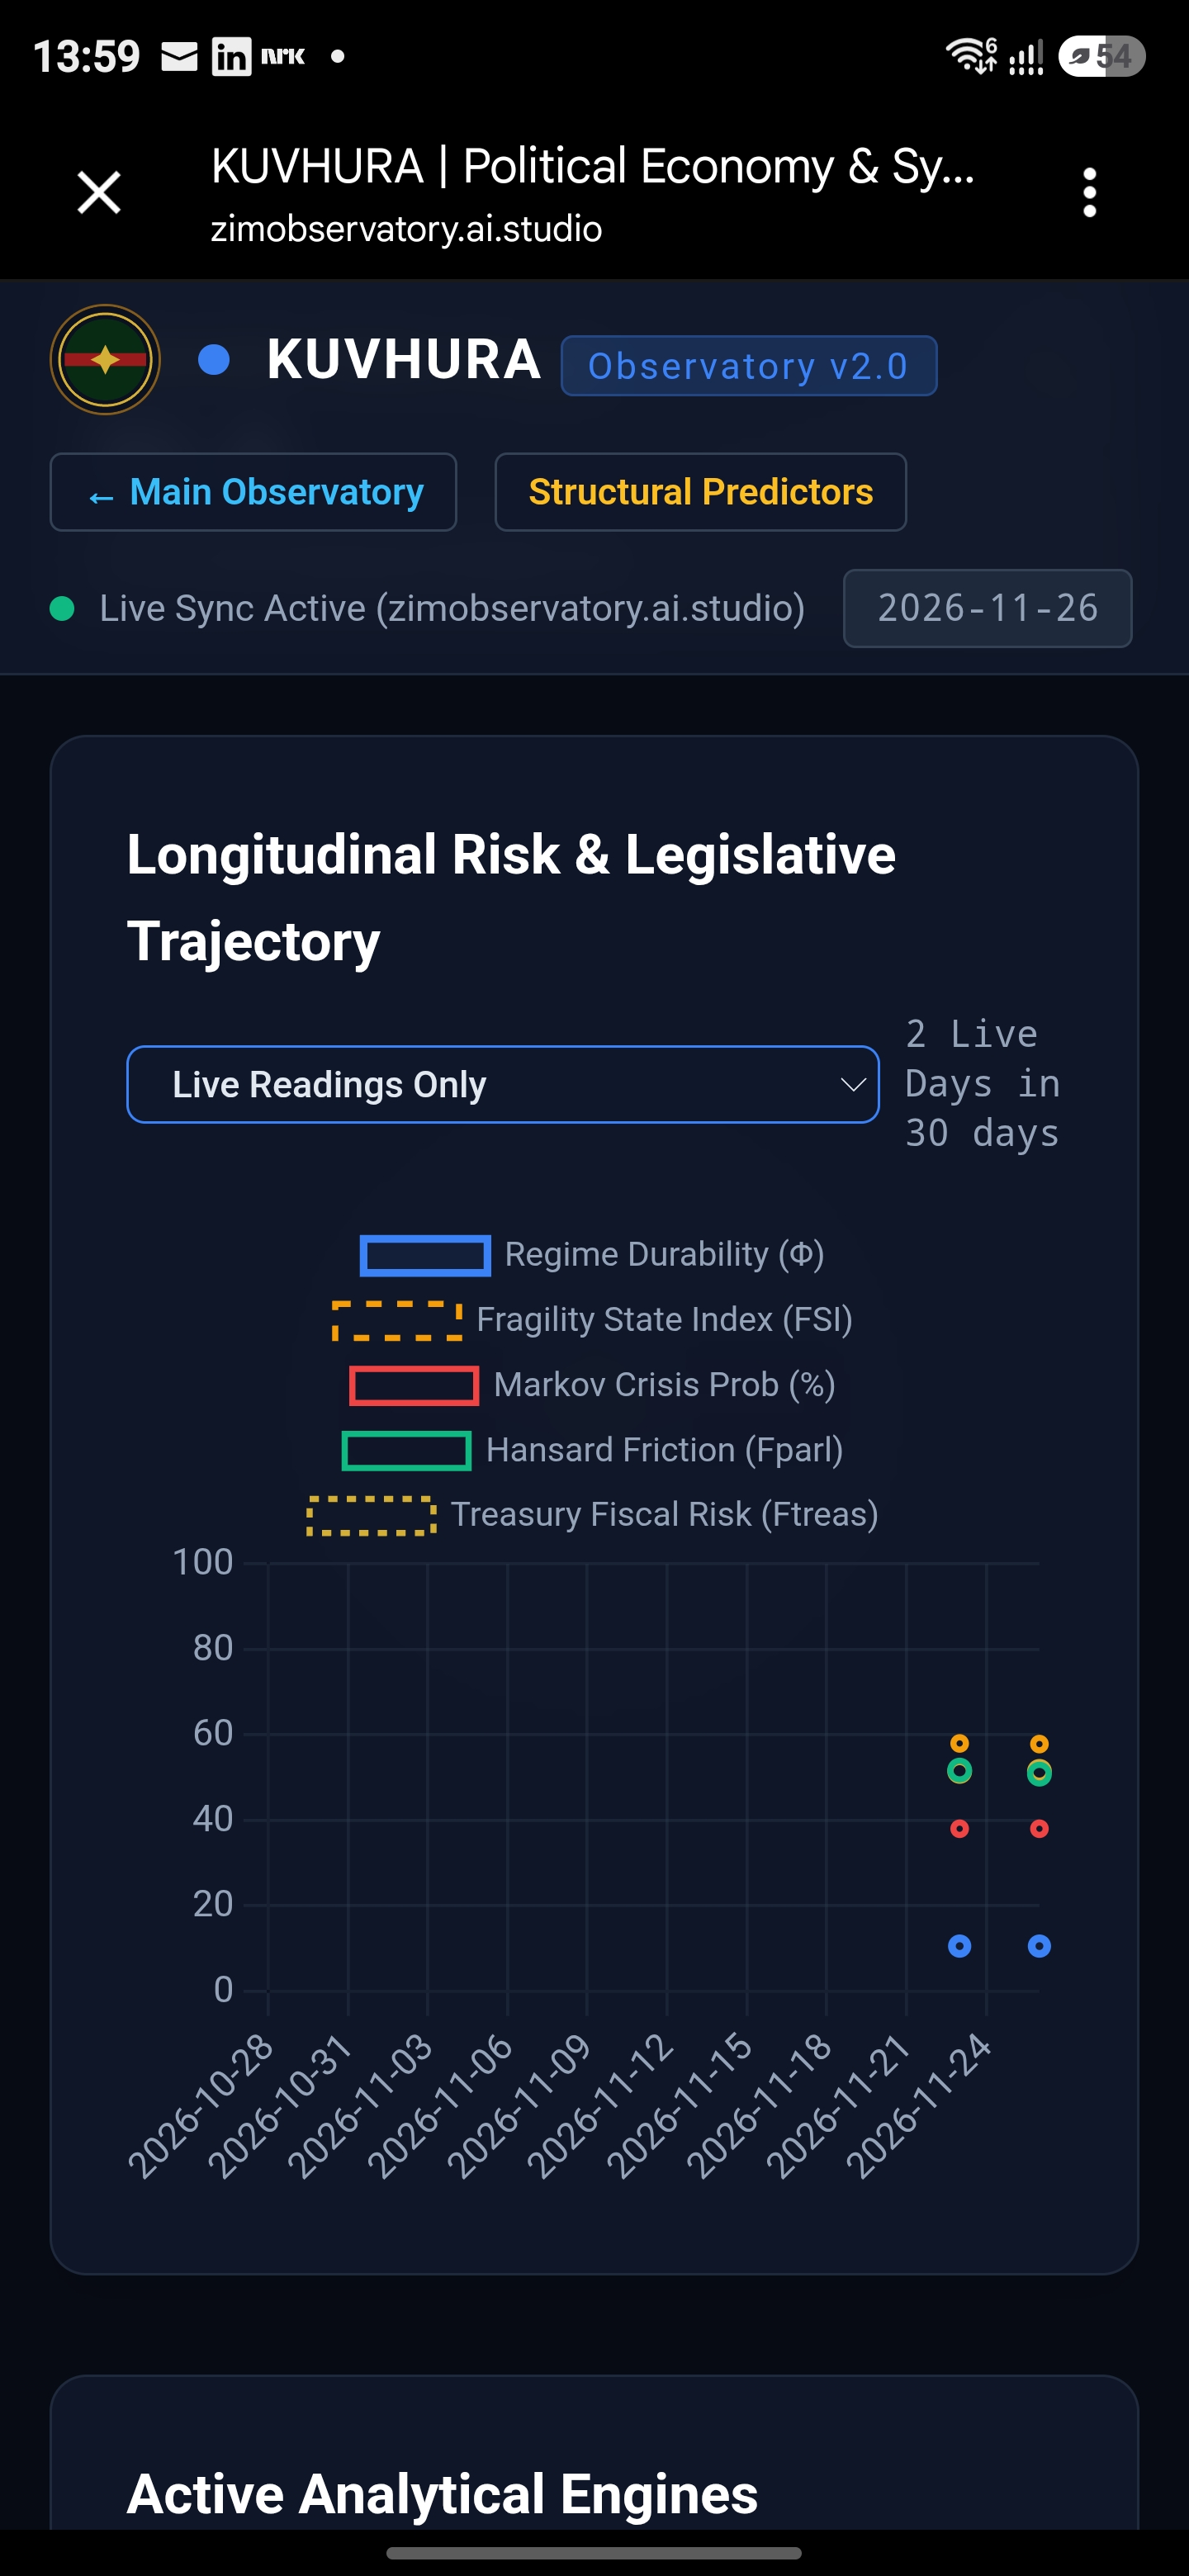 13:59 in NRK 6 54
KUVHURA | Political Economy & Sy...
zimobservatory.ai.studio
KUVHURA Observatory v2.0
← Main Observatory Structural Predictors
Live Sync Active (zimobservatory.ai.studio) 2026-11-26
Longitudinal Risk & Legislative
Trajectory
Live Readings Only
2 Live
Days in
30 days
Regime Durability (Φ)
Fragility State Index (FSI)
Markov Crisis Prob (%)
Hansard Friction (Fparl)
Treasury Fiscal Risk (Ftreas)
100
80
60
40
20
0
2026-10-28 2026-10-31 2026-11-03 2026-11-06 2026-11-09 2026-11-12 2026-11-15 2026-11-18 2026-11-21 2026-11-24
Active Analytical Engines